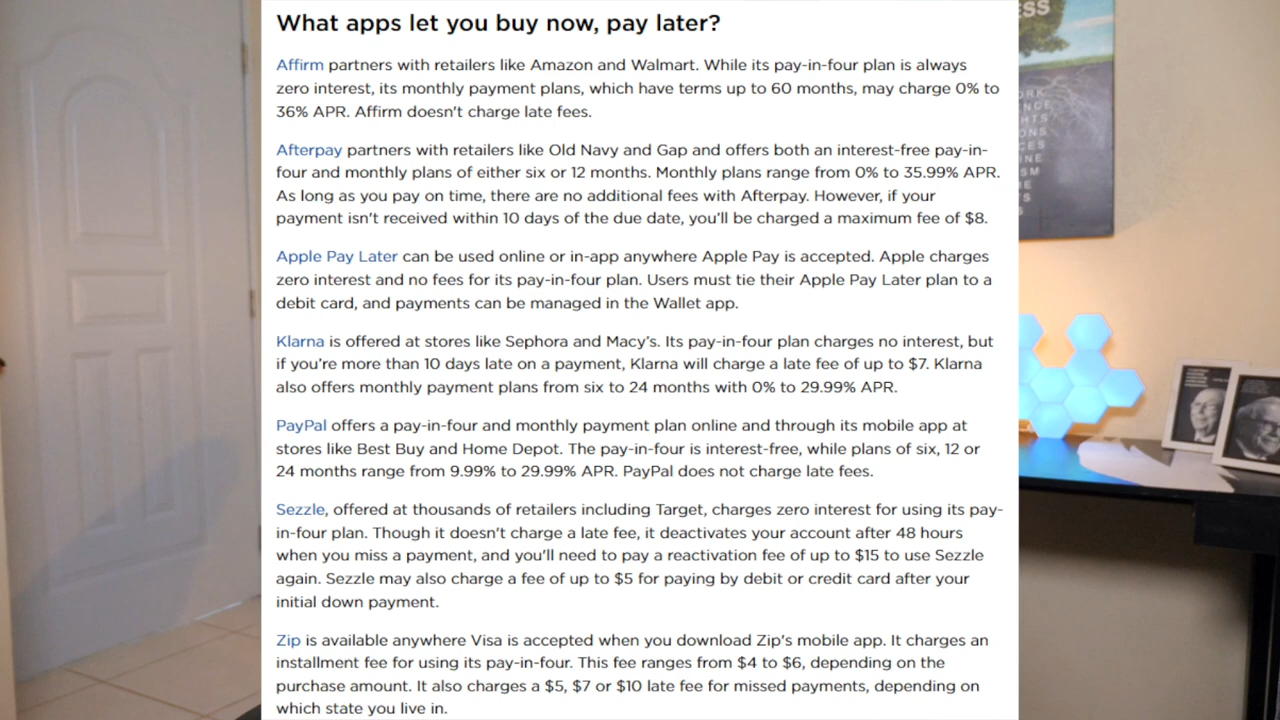 What apps let you buy now, pay later?
Affirm partners with retailers like Amazon and Walmart. While its pay-in-four plan is always
zero interest, its monthly payment plans, which have terms up to 60 months, may charge 0% to
36% APR. Affirm doesn't charge late fees.
Afterpay partners with retailers like Old Navy and Gap and offers both an interest-free pay-in-
four and monthly plans of either six or 12 months. Monthly plans range from 0% to 35.99% APR.
As long as you pay on time, there are no additional fees with Afterpay. However, if your
payment isn't received within 10 days of the due date, you’ll be charged a maximum fee of $8.
Apple Pay Later can be used online or in-app anywhere Apple Pay is accepted. Apple charges
zero interest and no fees for its pay-in-four plan. Users must tie their Apple Pay Later plan to a
debit card, and payments can be managed in the Wallet app.
Klarna is offered at stores like Sephora and Macy’s. Its pay-in-four plan charges no interest, but
if you’re more than 10 days late on a payment, Klarna will charge a late fee of up to $7. Klarna
also offers monthly payment plans from six to 24 months with 0% to 29.99% APR.
PayPal offers a pay-in-four and monthly payment plan online and through its mobile app at
stores like Best Buy and Home Depot. The pay-in-four is interest-free, while plans of six, 12 or
24 months range from 9.99% to 29.99% APR. PayPal does not charge late fees.
Sezzle, offered at thousands of retailers including Target, charges zero interest for using its pay-
in-four plan. Though it doesn't charge a late fee, it deactivates your account after 48 hours
when you miss a payment, and you'll need to pay a reactivation fee of up to $15 to use Sezzle
again. Sezzle may also charge a fee of up to $5 for paying by debit or credit card after your
initial down payment.
Zip is available anywhere Visa is accepted when you download Zip's mobile app. It charges an
installment fee for using its pay-in-four. This fee ranges from $4 to $6, depending on the
purchase amount. It also charges a $5, $7 or $10 late fee for missed payments, depending on
which state you live in.